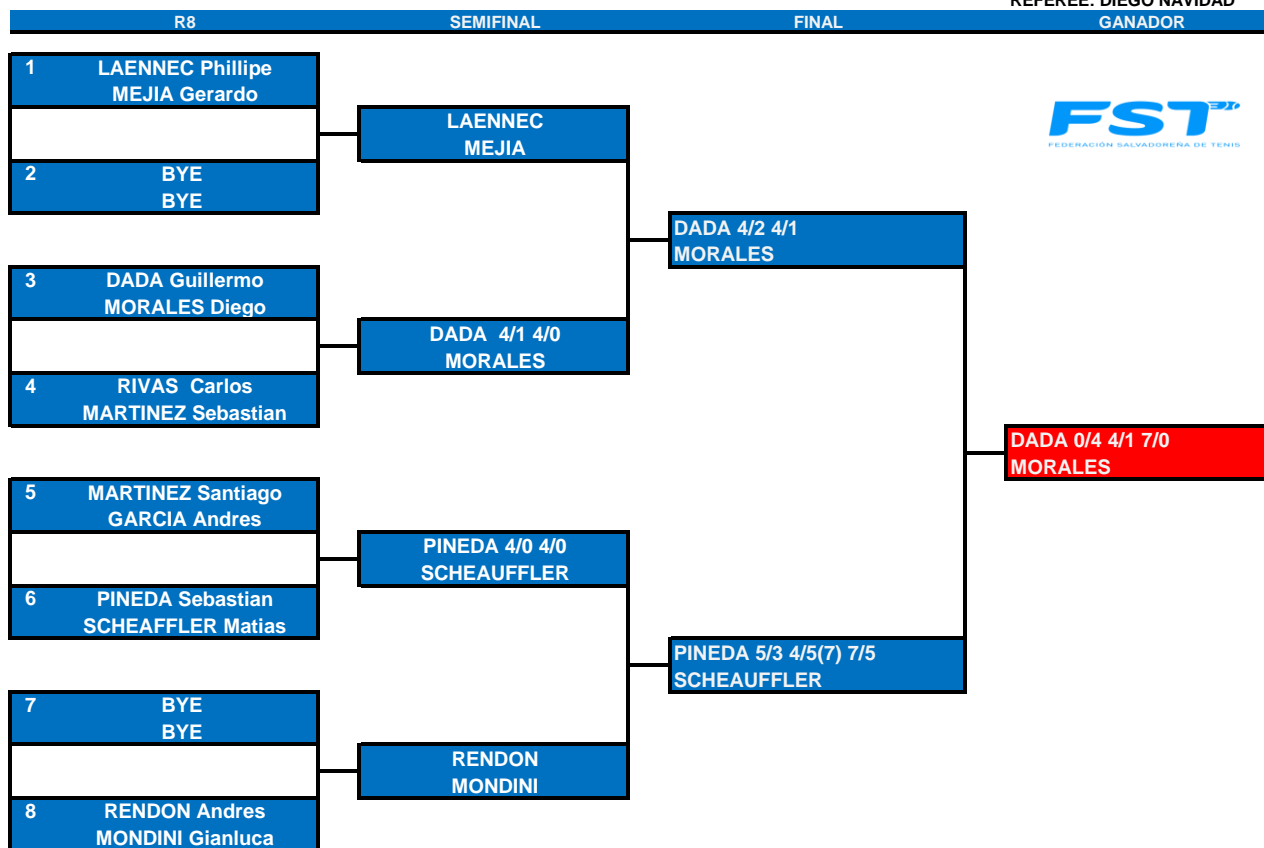 REFEREE: DIEGO NAVIDAD
R8 SEMIFINAL FINAL GANADOR
1 LAENNEC Phillipe
MEJIA Gerardo
LAENNEC
MEJIA
2 BYE
BYE
FST
FEDERACIÓN SALVADOREÑA DE TENIS
DADA 4/2 4/1
MORALES
3 DADA Guillermo
MORALES Diego
DADA 4/1 4/0
MORALES
4 RIVAS Carlos
MARTINEZ Sebastian
DADA 0/4 4/1 7/0
MORALES
5 MARTINEZ Santiago
GARCIA Andres
PINEDA 4/0 4/0
SCHEAUFFLER
6 PINEDA Sebastian
SCHEAFFLER Matias
PINEDA 5/3 4/5(7) 7/5
SCHEAUFFLER
7 BYE
BYE
RENDON
MONDINI
8 RENDON Andres
MONDINI Gianluca